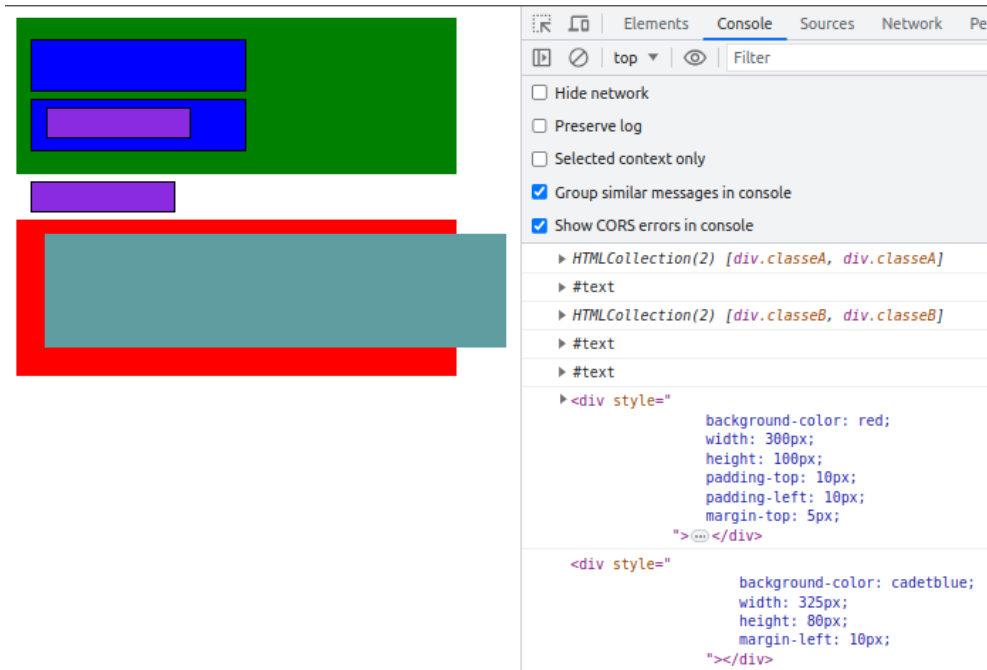 Elements Console Sources Network Pe
top ▼ Filter
Hide network
Preserve log
Selected context only
Group similar messages in console
Show CORS errors in console
▶ HTMLCollection(2) [div.classeA, div.classeA]
▶ #text
▶ HTMLCollection(2) [div.classeB, div.classeB]
▶ #text
▶ #text
▶ <div style="
background-color: red;
width: 300px;
height: 100px;
padding-top: 10px;
padding-left: 10px;
margin-top: 5px;
">…</div>
<div style="
background-color: cadetblue;
width: 325px;
height: 80px;
margin-left: 10px;
"></div>